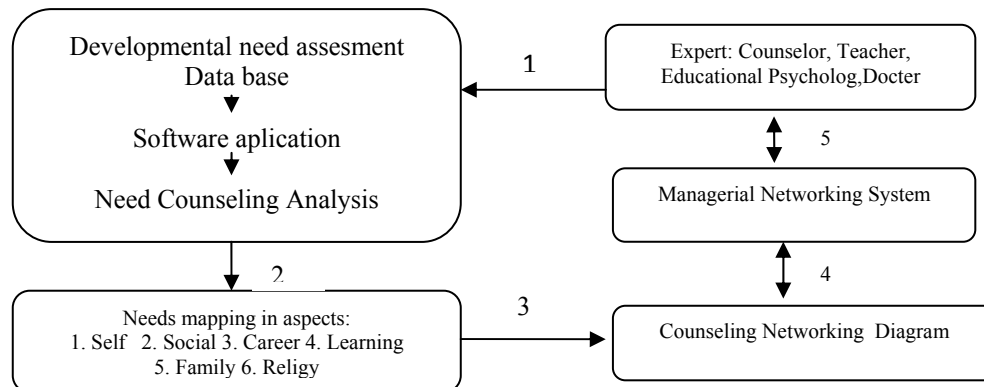 Developmental need assesment
Data base
Software aplication
Need Counseling Analysis
1
Expert: Counselor, Teacher,
Educational Psycholog,Docter
5
Managerial Networking System
4
2
Needs mapping in aspects:
1. Self 2. Social 3. Career 4. Learning
5. Family 6. Religy
3
Counseling Networking Diagram